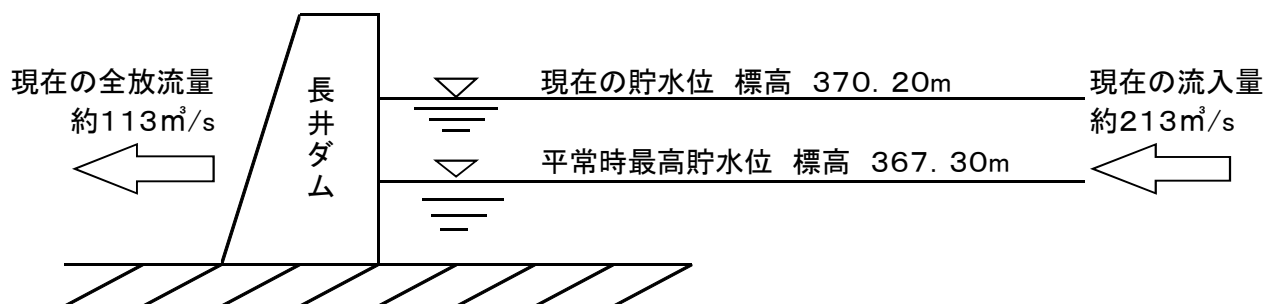 現在の全放流量
約113㎥/s
長井ダム
現在の貯水位 標高 370.20m
平常時最高貯水位 標高 367.30m
現在の流入量
約213㎥/s